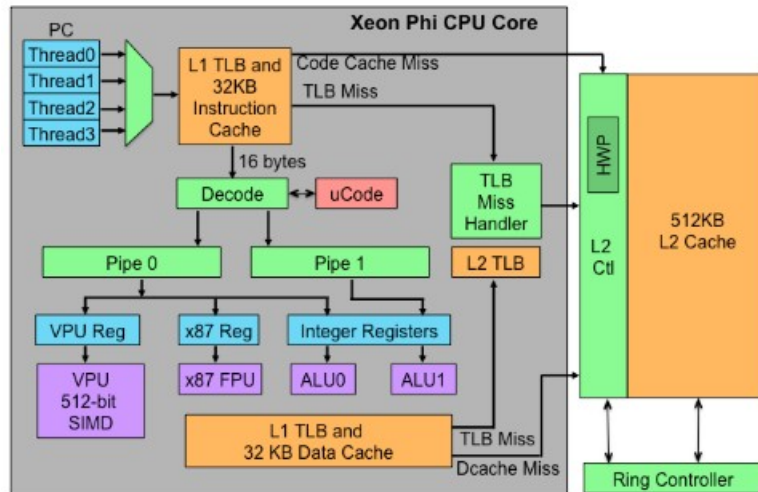 Xeon Phi CPU Core
PC
Thread0
Thread1
Thread2
Thread3
L1 TLB and
32KB
Instruction
Cache
Code Cache Miss
TLB Miss
16 bytes
Decode
uCode
TLB
Miss
Handler
HWP
L2
Ctl
512KB
L2 Cache
Pipe 0
Pipe 1
L2 TLB
VPU Reg
x87 Reg
Integer Registers
VPU
512-bit
SIMD
x87 FPU
ALU0
ALU1
L1 TLB and
32 KB Data Cache
TLB Miss
Dcache Miss
Ring Controller